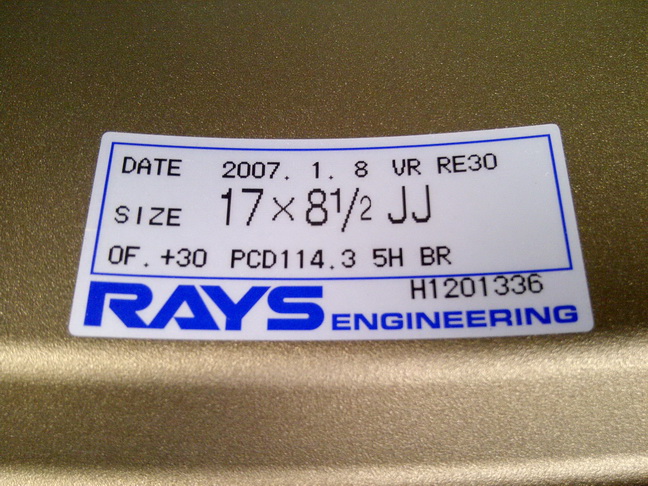 DATE 2007. 1. 8 VR RE30
SIZE 17×8½ JJ
OF. +30 PCD114.3 5H BR
H1201336
RAYS ENGINEERING